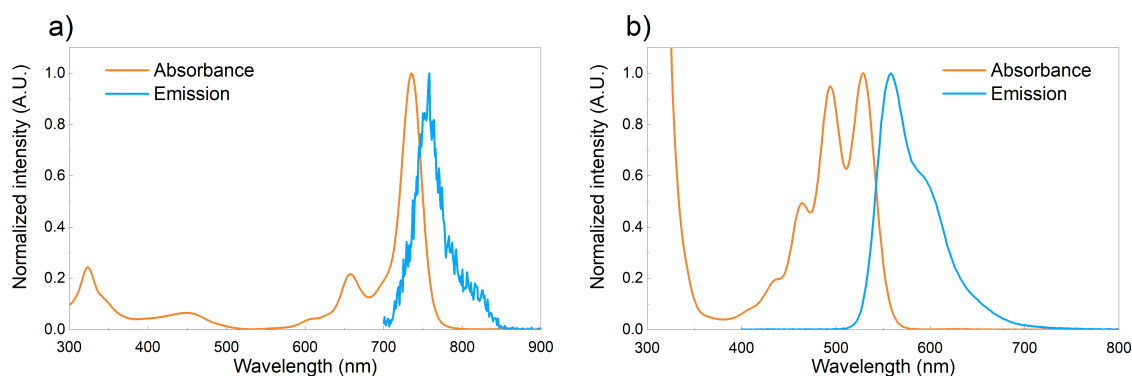 a)
Normalized intensity (A.U.)
1.0
0.8
0.6
0.4
0.2
0.0
Absorbance
Emission
300 400 500 600 700 800 900
Wavelength (nm)
b)
Normalized intensity (A.U.)
1.0
0.8
0.6
0.4
0.2
0.0
Absorbance
Emission
300 400 500 600 700 800
Wavelength (nm)